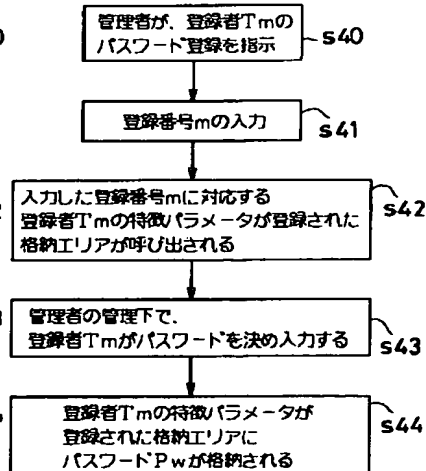 管理者が、登録者Tmの
パスワード登録を指示
s40
登録番号mの入力
s41
入力した登録番号mに対応する
登録者Tmの特徴パラメータが登録された
格納エリアが呼び出される
s42
管理者の管理下で、
登録者Tmがパスワードを決め入力する
s43
登録者Tmの特徴パラメータが
登録された格納エリアに
パスワードPwが格納される
s44